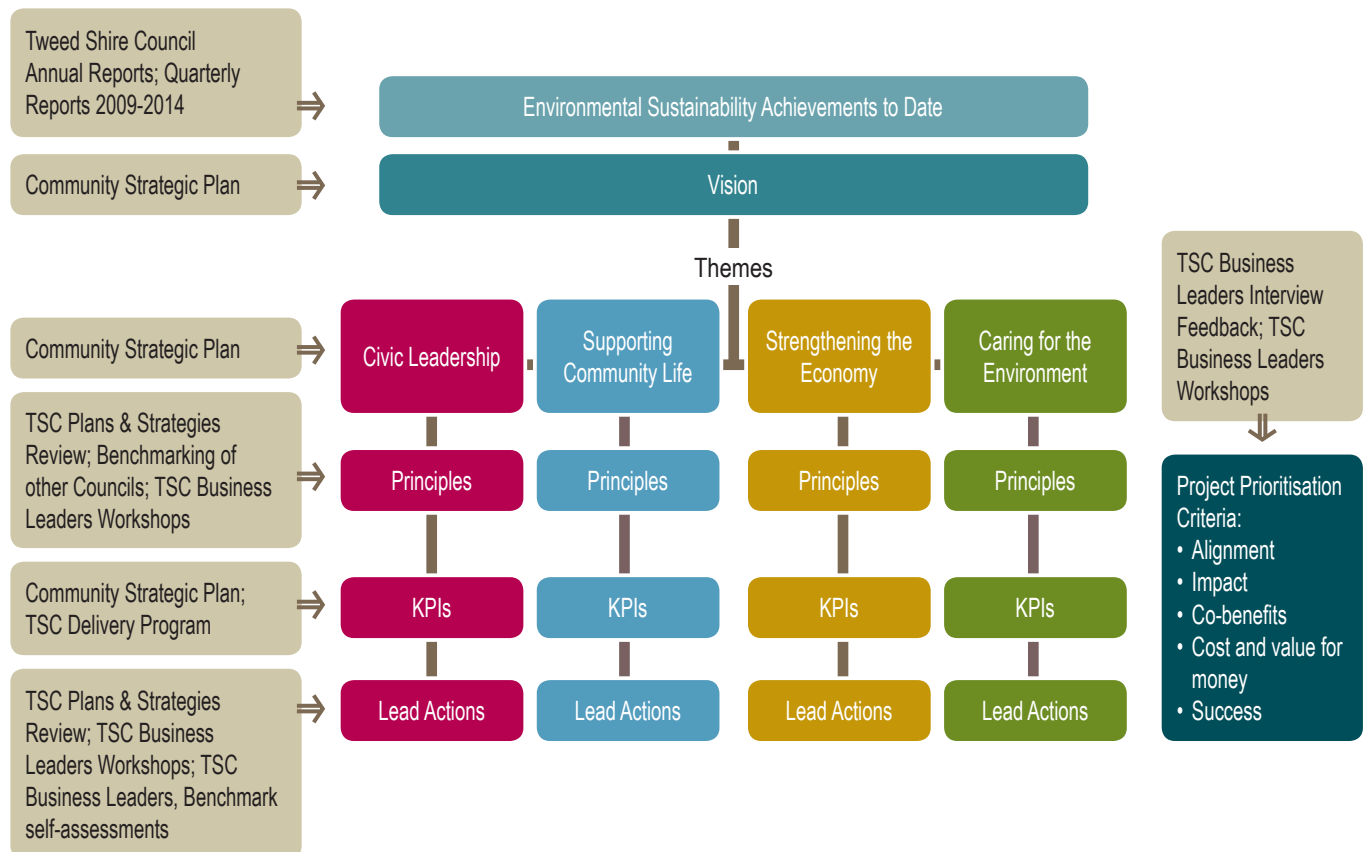 Tweed Shire Council
Annual Reports; Quarterly
Reports 2009-2014
Environmental Sustainability Achievements to Date
Community Strategic Plan
Vision
Themes
Community Strategic Plan
Civic Leadership
Supporting
Community Life
Strengthening the
Economy
Caring for the
Environment
TSC Plans & Strategies
Review; Benchmarking of
other Councils; TSC Business
Leaders Workshops
Principles
Principles
Principles
Principles
Community Strategic Plan;
TSC Delivery Program
KPIs
KPIs
KPIs
KPIs
TSC Plans & Strategies
Review; TSC Business
Leaders Workshops; TSC
Business Leaders, Benchmark
self-assessments
Lead Actions
Lead Actions
Lead Actions
Lead Actions
TSC Business
Leaders Interview
Feedback; TSC
Business Leaders
Workshops
Project Prioritisation
Criteria:
• Alignment
• Impact
• Co-benefits
• Cost and value for
money
• Success